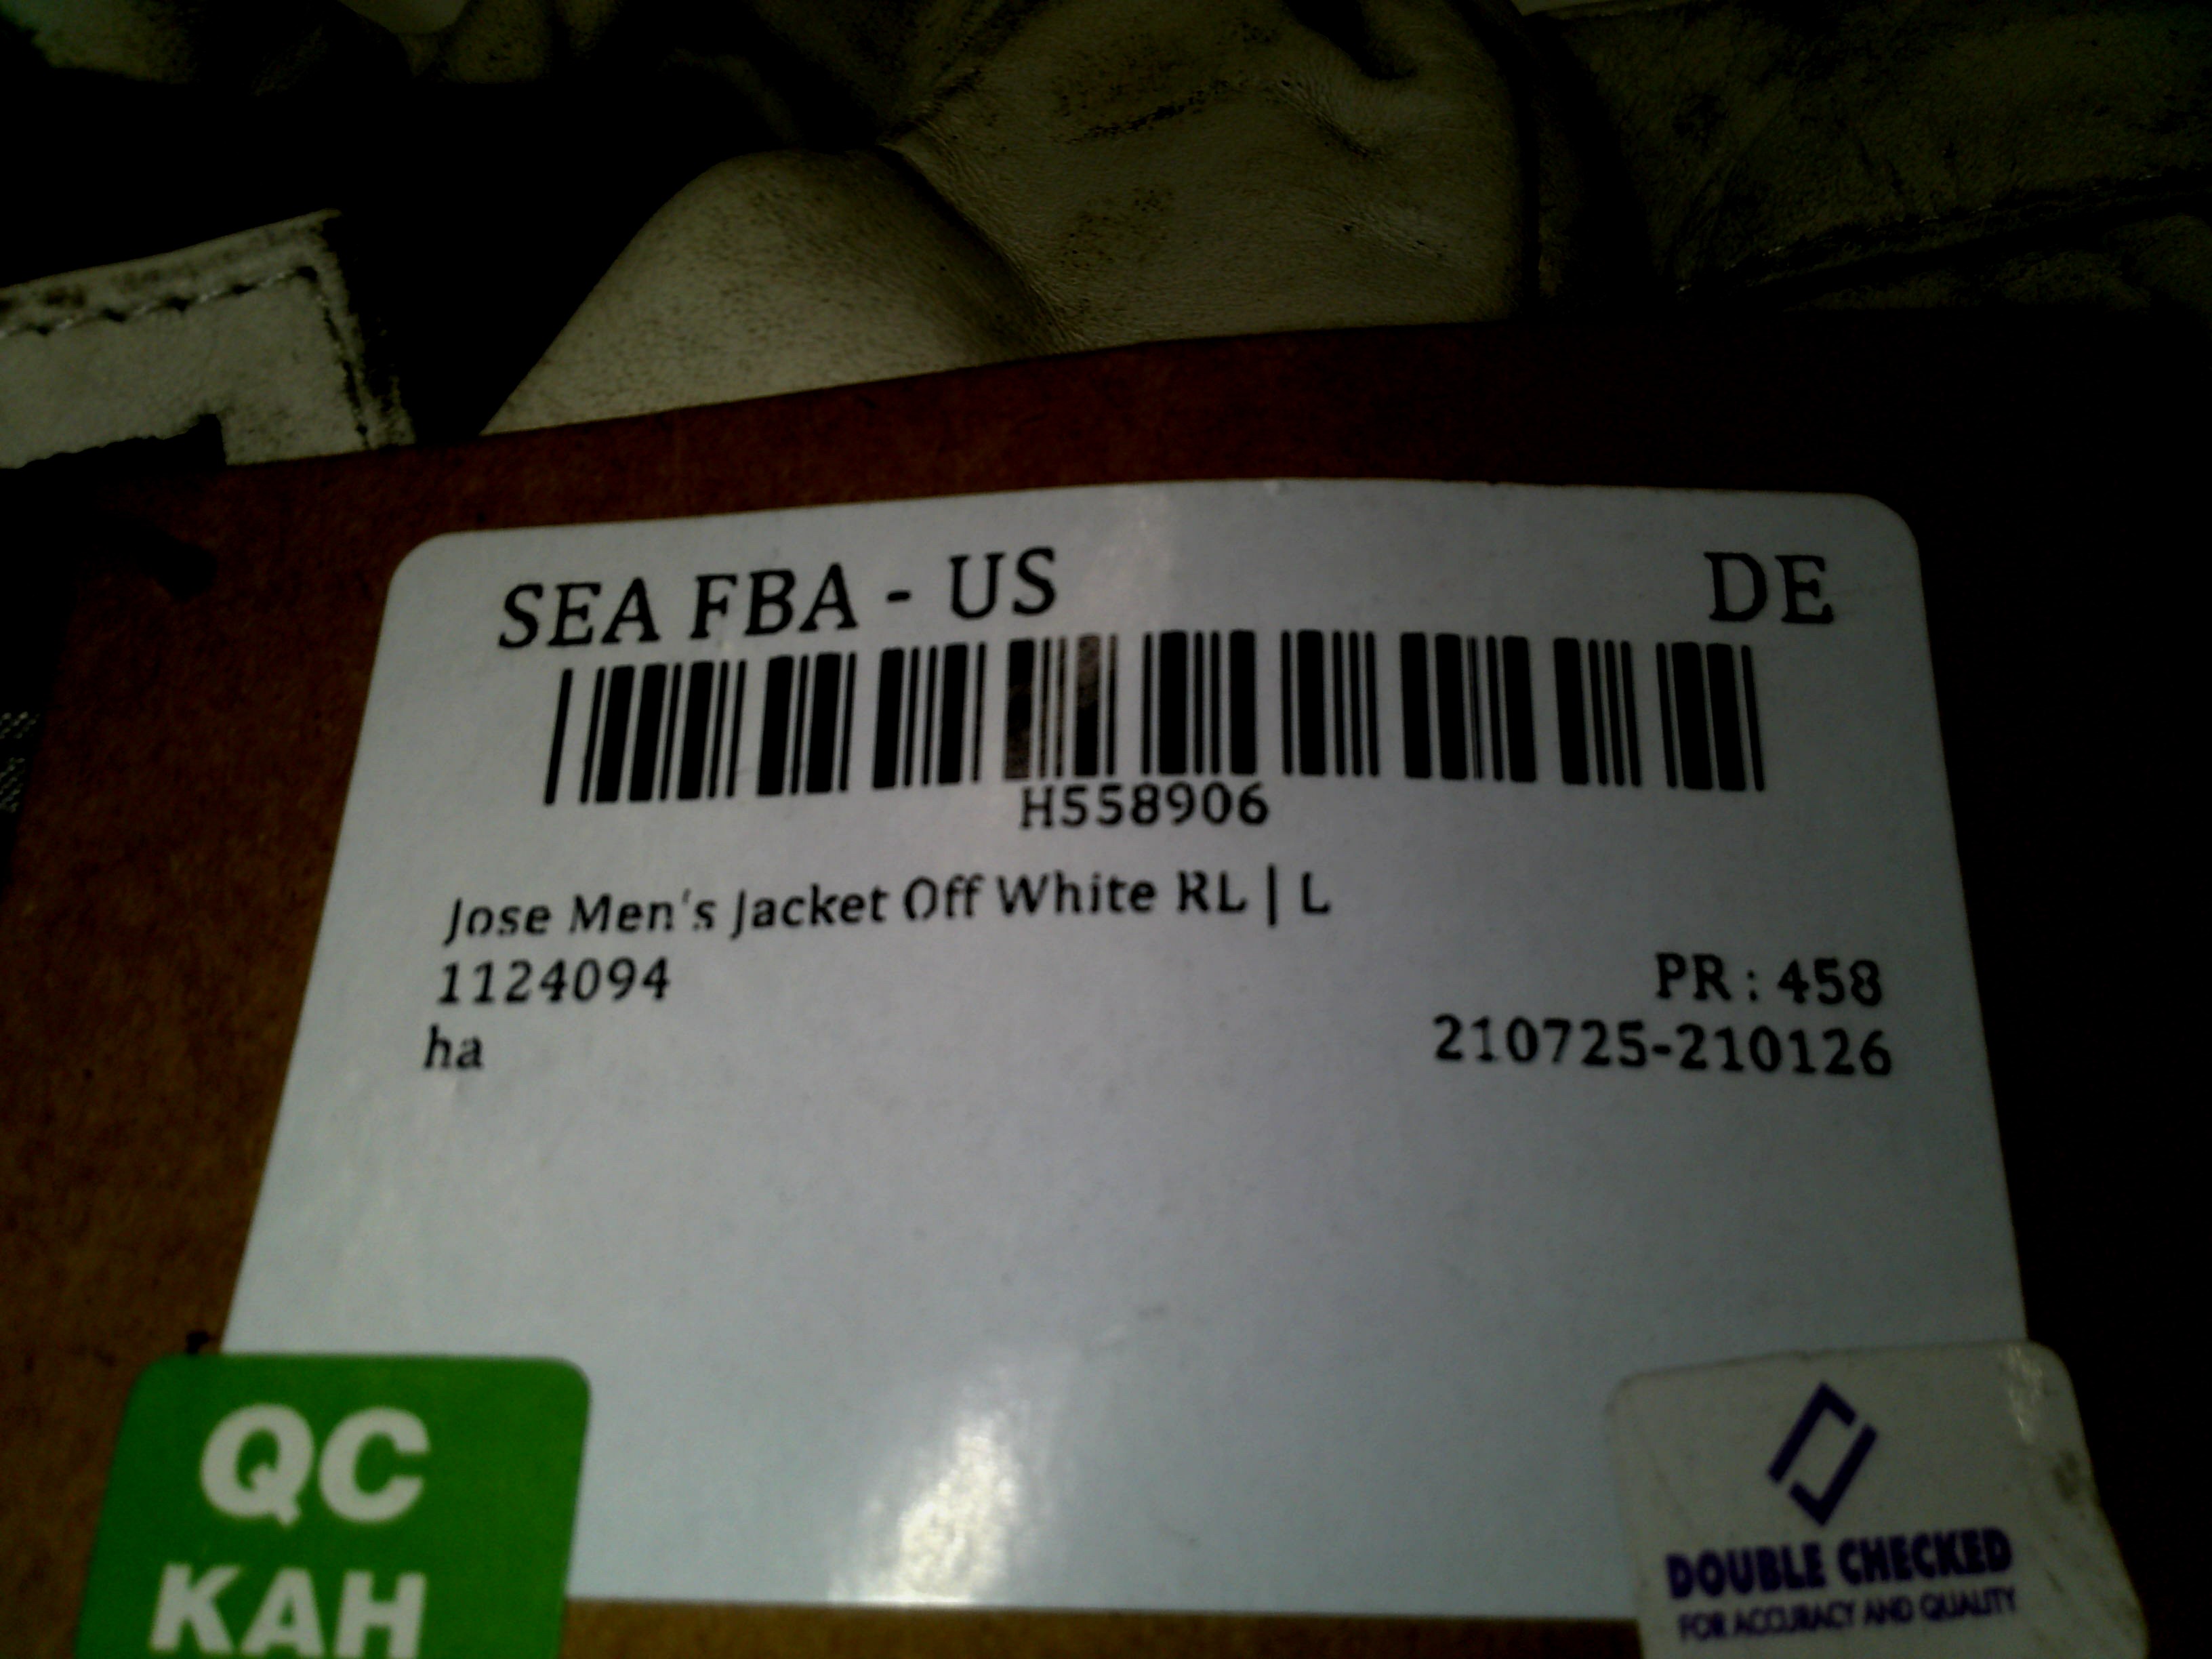 SEA FBA - US
DE
H558906
Jose Men's Jacket Off White RL | L
1124094
PR : 458
ha
210725-210126
QC
KAH
DOUBLE CHECKED
FOR ACCURACY AND QUALITY